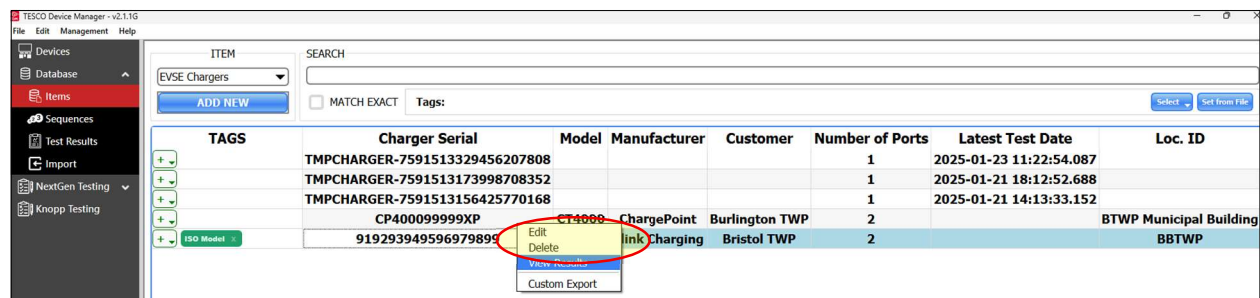 TESCO Device Manager - v2.1.1G
File Edit Management Help
Devices
Database
Items
Sequences
Test Results
Import
NextGen Testing
Knopp Testing
ITEM
EVSE Chargers
ADD NEW
SEARCH
MATCH EXACT Tags:
Select Set from File
TAGS Charger Serial Model Manufacturer Customer Number of Ports Latest Test Date Loc. ID
+ TMPCHARGER-7591513329456207808 1 2025-01-23 11:22:54.087
+ TMPCHARGER-7591513173998708352 1 2025-01-21 18:12:52.688
+ TMPCHARGER-7591513156425770168 1 2025-01-21 14:13:33.152
+ CP400099999XP CT4000 ChargePoint Burlington TWP 2 BTWP Municipal Building
+ ISO Model x 919293949596979899 link Charging Bristol TWP 2 BBTWP
Edit
Delete
View Results
Custom Export